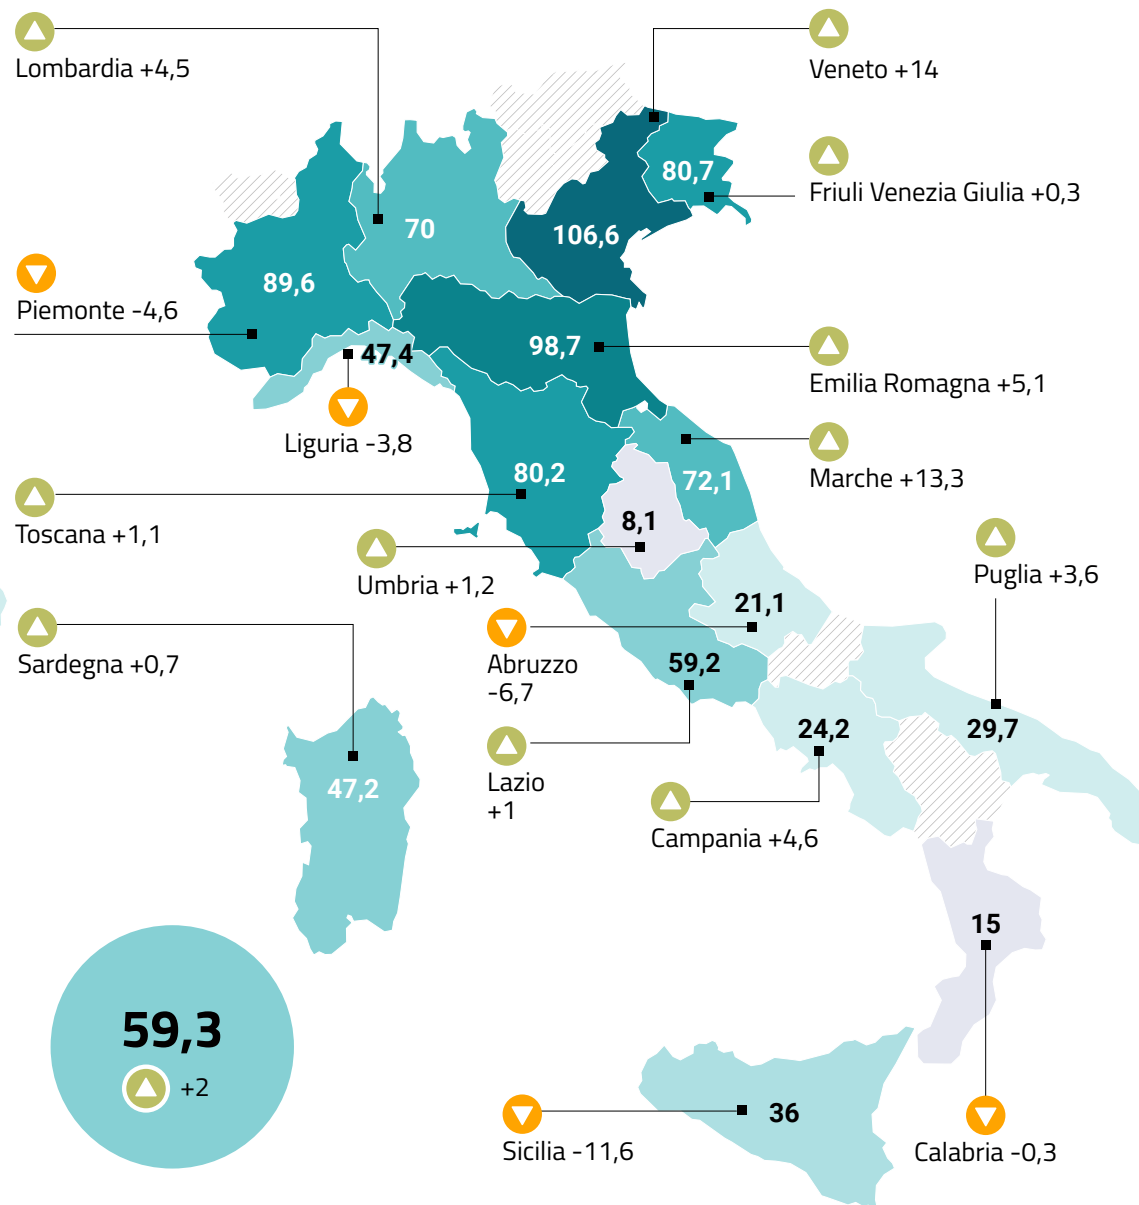 Lombardia +4,5
Veneto +14
80,7
Friuli Venezia Giulia +0,3
70
106,6
89,6
Piemonte -4,6
47,4
98,7
Emilia Romagna +5,1
Liguria -3,8
80,2
72,1
Marche +13,3
Toscana +1,1
8,1
Umbria +1,2
Puglia +3,6
21,1
Sardegna +0,7
Abruzzo
-6,7
59,2
24,2
29,7
Lazio
+1
47,2
Campania +4,6
15
59,3
+2
36
Sicilia -11,6
Calabria -0,3